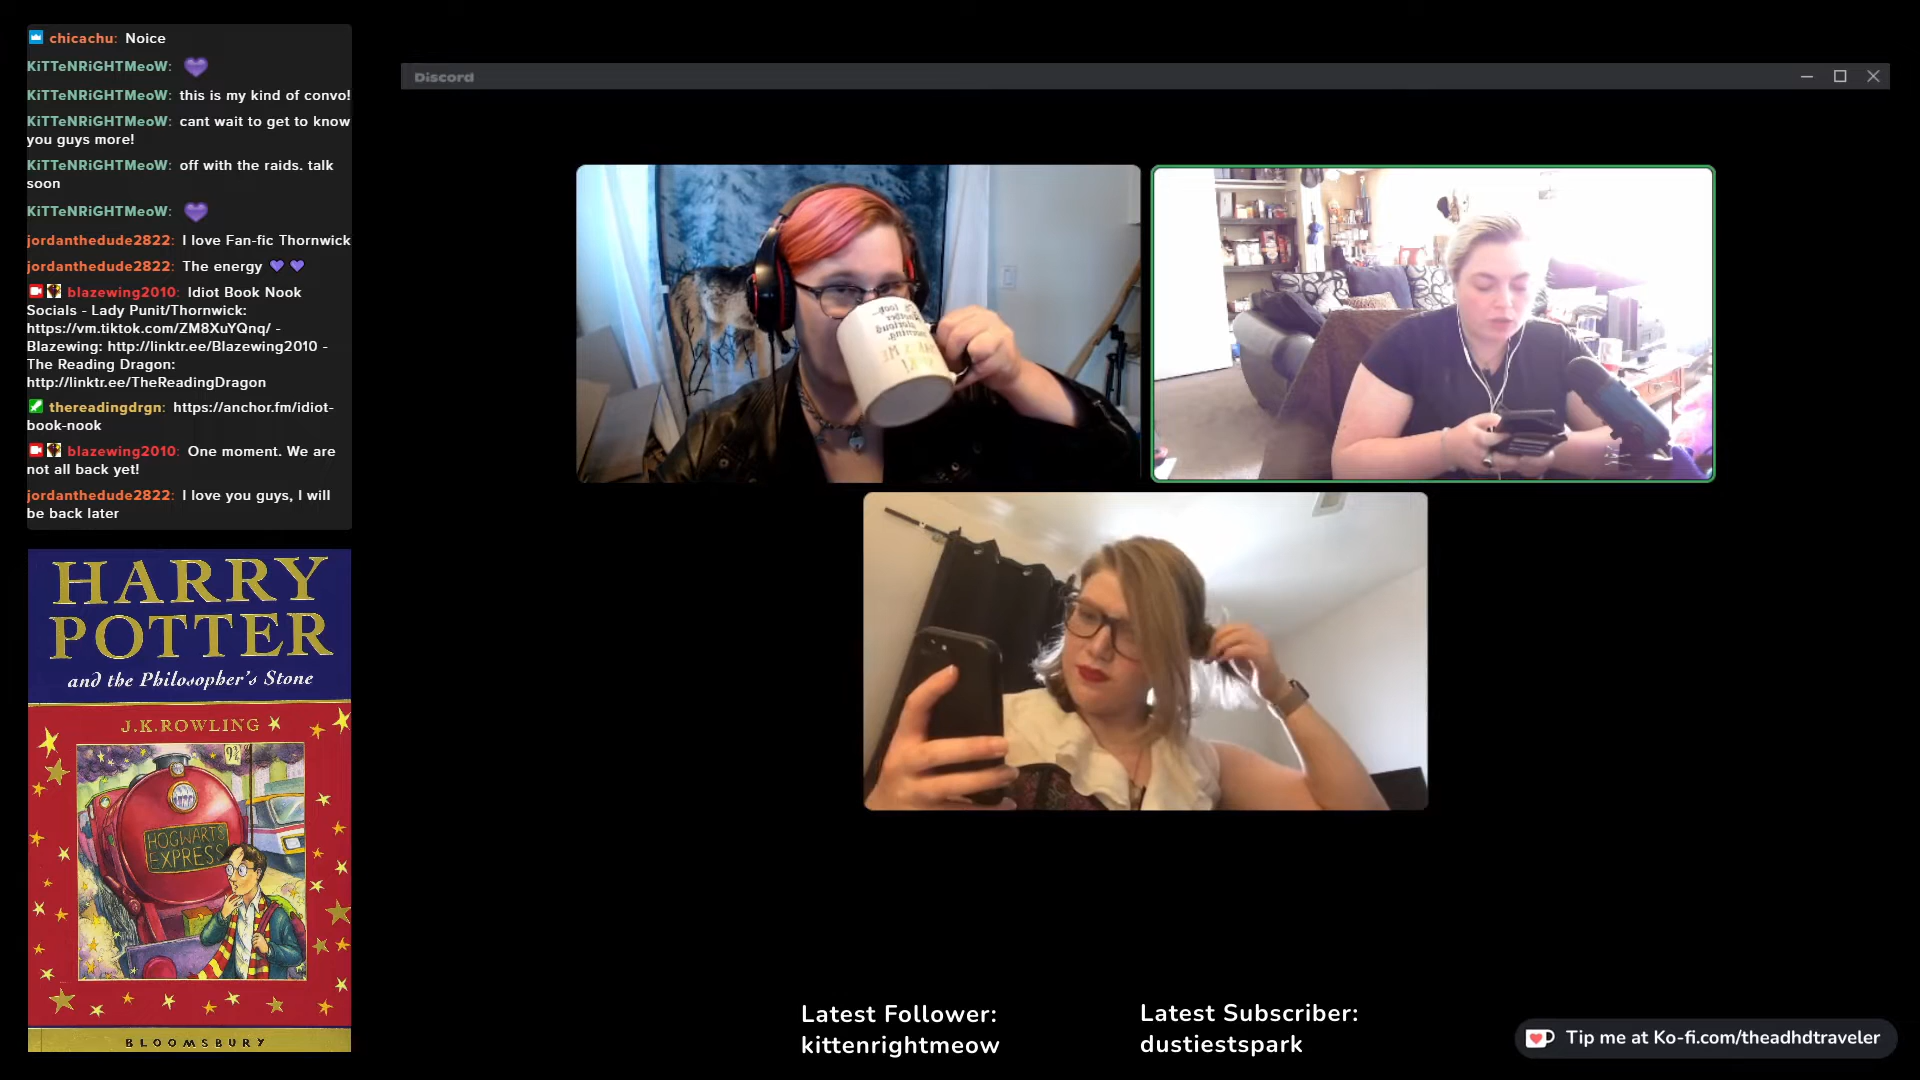 chicachu: Noice
KiTTeNRiGHTMeoW:
KiTTeNRiGHTMeoW: this is my kind of convo!
KiTTeNRiGHTMeoW: cant wait to get to know
you guys more!
KiTTeNRiGHTMeoW: off with the raids. talk
soon
KiTTeNRiGHTMeoW:
jordanthedude2822: I love Fan-fic Thornwick
jordanthedude2822: The energy
blazewing2010: Idiot Book Nook
Socials - Lady Punit/Thornwick:
https://vm.tiktok.com/ZM8XuYQnq/ -
Blazewing: http://linktr.ee/Blazewing2010 -
The Reading Dragon:
http://linktr.ee/TheReadingDragon
thereadingdrgn: https://anchor.fm/idiot-
book-nook
blazewing2010: One moment. We are
not all back yet!
jordanthedude2822: I love you guys, I will
be back later
HARRY
POTTER
and the Philosopher's Stone
J.K.ROWLING
9¾
HOGWARTS
EXPRESS
BLOOMSBURY
Discord
Latest Follower:
kittenrightmeow
Latest Subscriber:
dustiestspark
Tip me at Ko-fi.com/theadhdtraveler